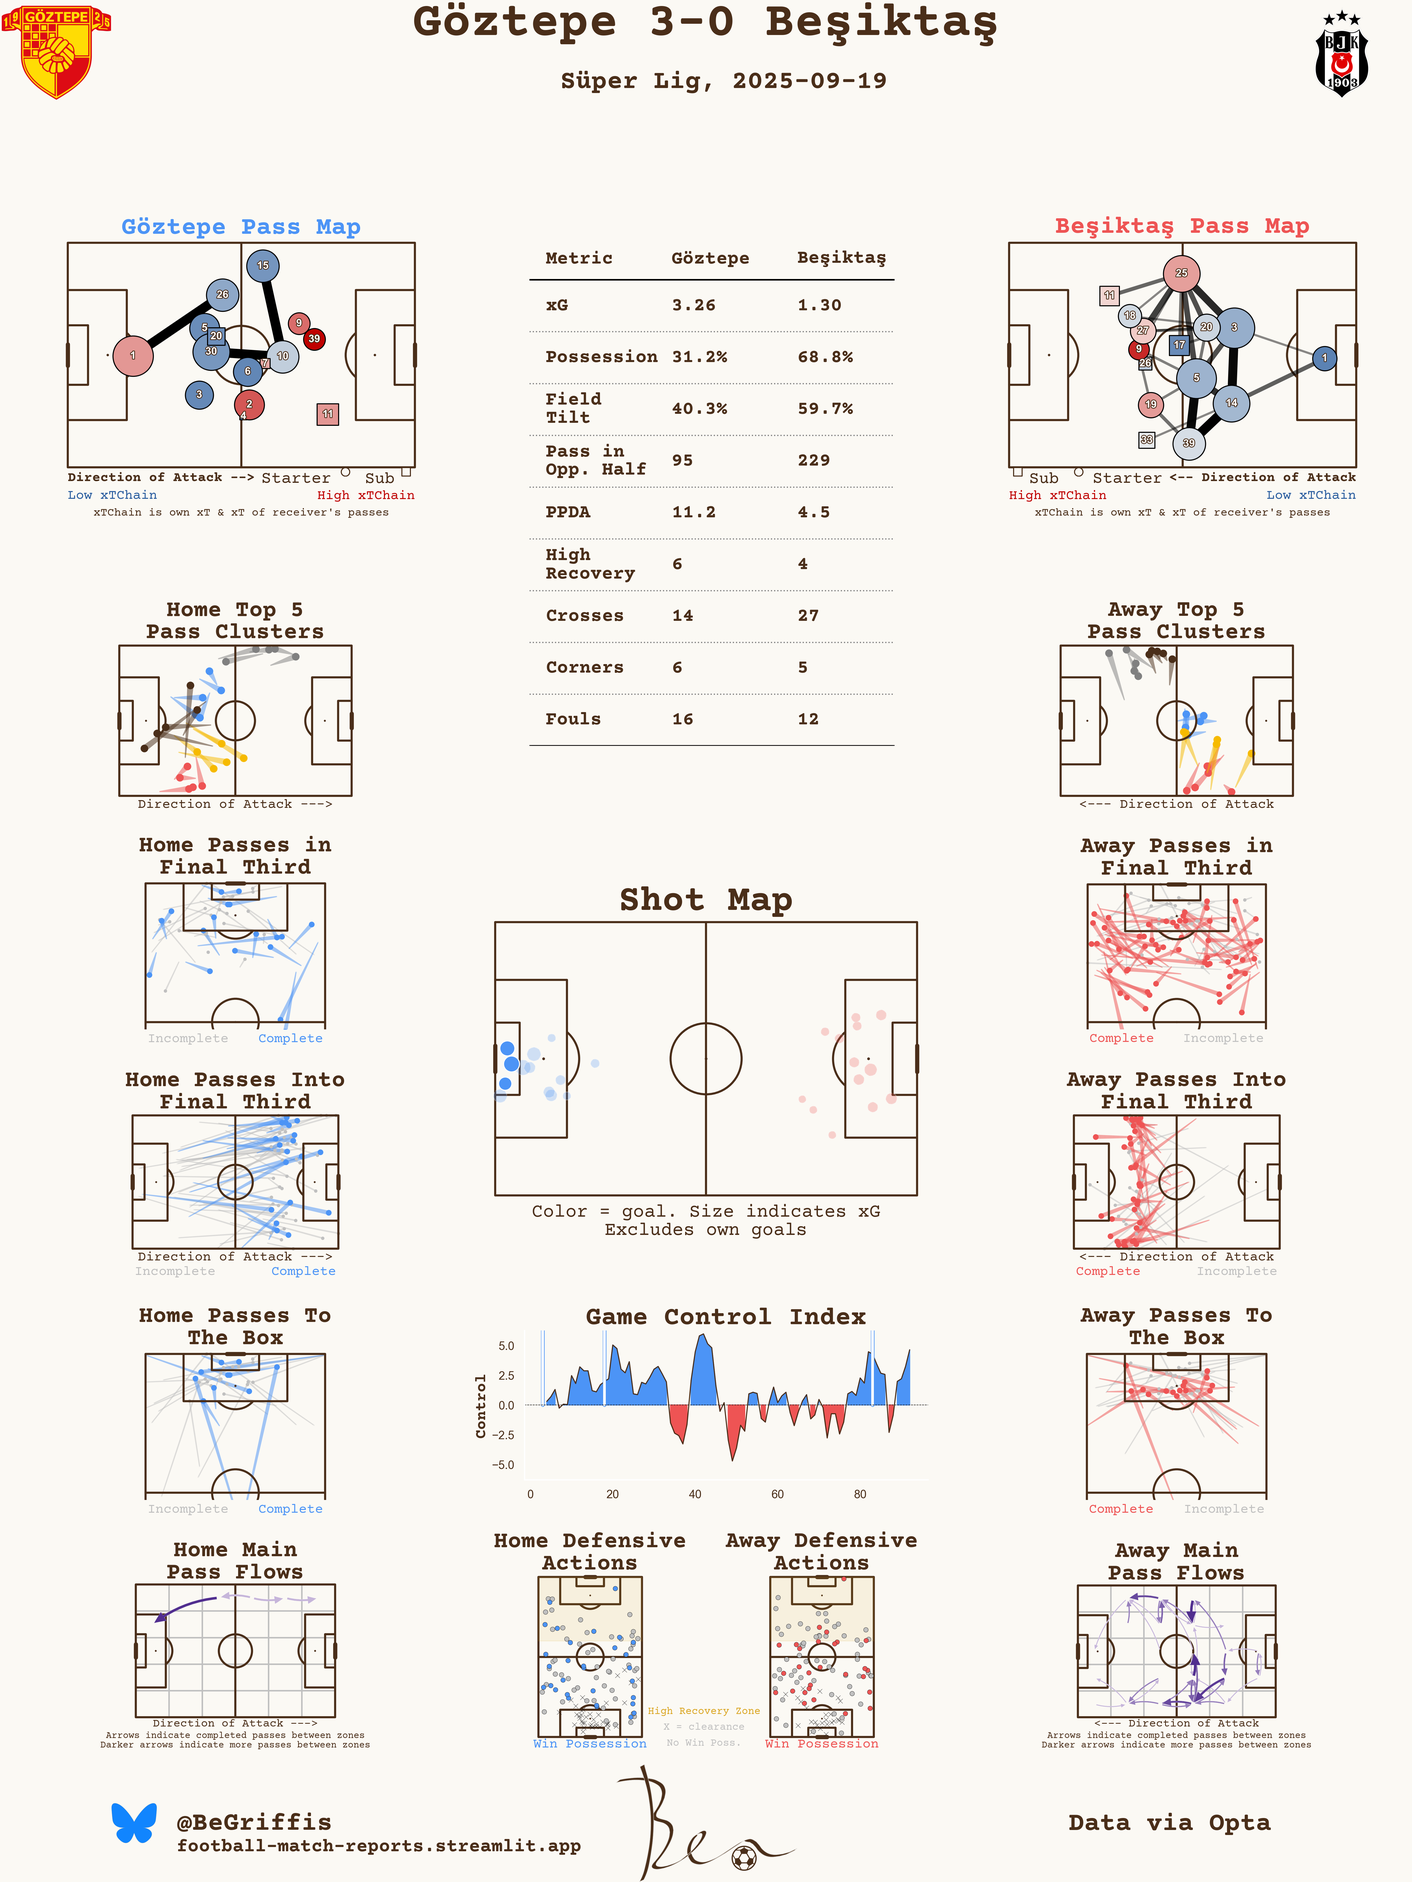 Göztepe 3-0 Beşiktaş
Süper Lig, 2025-09-19
GÖZTEPE
19 25
BJK
1903
Göztepe Pass Map
15
26
5
20
9
39
1
30
7
10
6
3
2
4
11
Direction of Attack --> Starter Sub
Low xTChain High xTChain
xTChain is own xT & xT of receiver's passes
Metric Göztepe Beşiktaş
xG 3.26 1.30
Possession 31.2% 68.8%
Field
Tilt 40.3% 59.7%
Pass in
Opp. Half 95 229
PPDA 11.2 4.5
High
Recovery 6 4
Crosses 14 27
Corners 6 5
Fouls 16 12
Beşiktaş Pass Map
25
11
18
27
20
3
9
17
26
1
5
19
14
33
39
Sub Starter <-- Direction of Attack
High xTChain Low xTChain
xTChain is own xT & xT of receiver's passes
Home Top 5
Pass Clusters
Direction of Attack --->
Away Top 5
Pass Clusters
<--- Direction of Attack
Home Passes in
Final Third
Incomplete Complete
Away Passes in
Final Third
Complete Incomplete
Shot Map
Color = goal. Size indicates xG
Excludes own goals
Home Passes Into
Final Third
Direction of Attack --->
Incomplete Complete
Away Passes Into
Final Third
<--- Direction of Attack
Complete Incomplete
Home Passes To
The Box
Incomplete Complete
Game Control Index
Control
5.0
2.5
0.0
−2.5
−5.0
0 20 40 60 80
Away Passes To
The Box
Complete Incomplete
Home Main
Pass Flows
Direction of Attack --->
Arrows indicate completed passes between zones
Darker arrows indicate more passes between zones
Home Defensive
Actions
Win Possession
High Recovery Zone
X = clearance
No Win Poss.
Away Defensive
Actions
Win Possession
Away Main
Pass Flows
<--- Direction of Attack
Arrows indicate completed passes between zones
Darker arrows indicate more passes between zones
@BeGriffis
football-match-reports.streamlit.app
Ben
Data via Opta